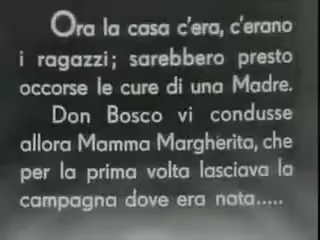 Ora la casa c'era, c'erano
i ragazzi; sarebbero presto
occorse le cure di una Madre.
Don Bosco vi condusse
allora Mamma Margherita, che
per la prima volta lasciava la
campagna dove era nata.....